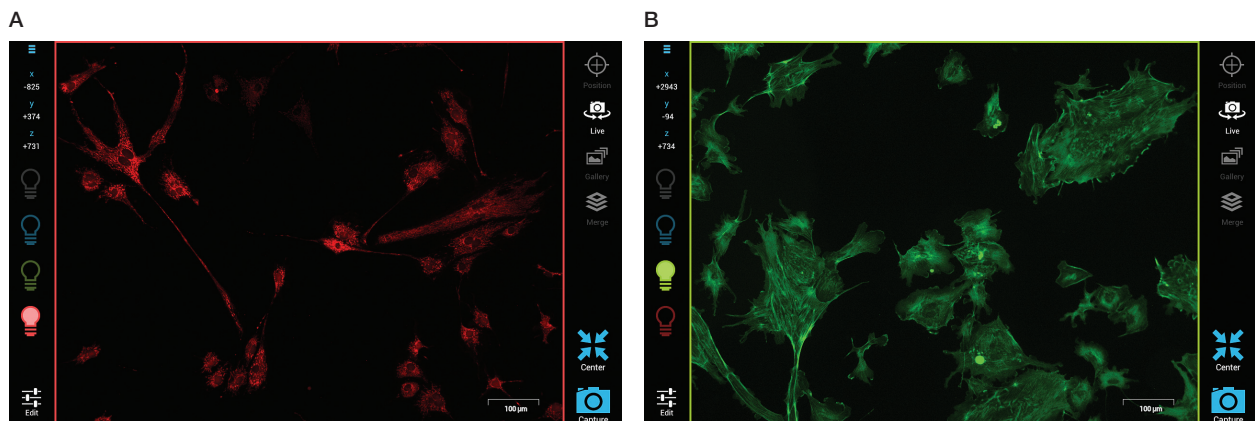 A
x
-825
y
+374
z
+731
Edit
100 µm
Position
Live
Gallery
Merge
Center
Capture
B
x
+2943
y
-94
z
+734
Edit
100 µm
Position
Live
Gallery
Merge
Center
Capture